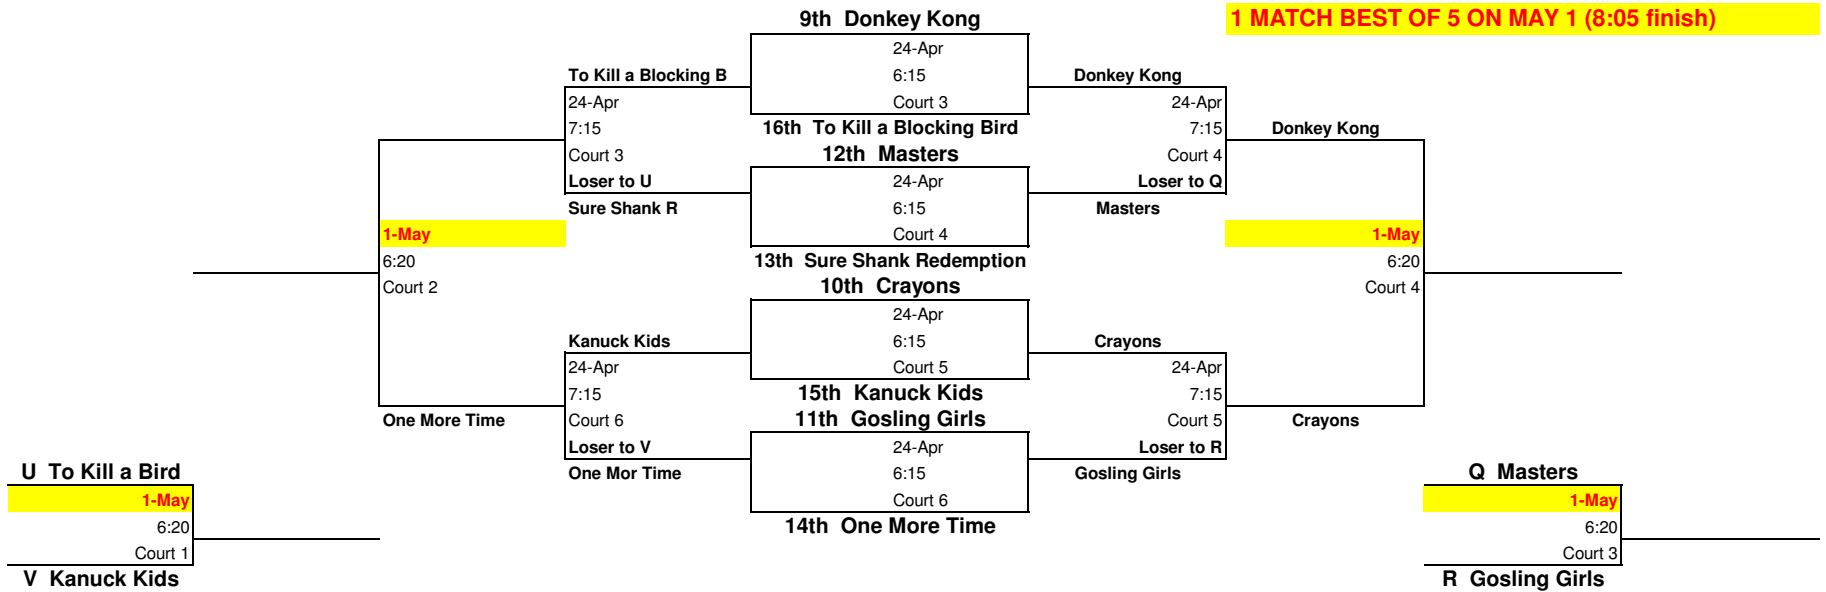 9th  Donkey Kong
1 MATCH BEST OF 5 ON MAY 1 (8:05 finish)
24-Apr
To Kill a Blocking B
6:15
Donkey Kong
24-Apr
Court 3
24-Apr
7:15
16th  To Kill a Blocking Bird
7:15
Donkey Kong
Court 3
12th  Masters
Court 4
Loser to U
24-Apr
Loser to Q
Sure Shank R
6:15
Masters
1-May
Court 4
1-May
6:20
13th  Sure Shank Redemption
6:20
Court 2
10th  Crayons
Court 4
24-Apr
Kanuck Kids
6:15
Crayons
24-Apr
Court 5
24-Apr
7:15
15th  Kanuck Kids
7:15
One More Time
Court 6
11th  Gosling Girls
Court 5
Crayons
Loser to V
24-Apr
Loser to R
U  To Kill a Bird
One Mor Time
6:15
Gosling Girls
Q  Masters
1-May
Court 6
1-May
6:20
14th  One More Time
6:20
Court 1
Court 3
V  Kanuck Kids
R  Gosling Girls